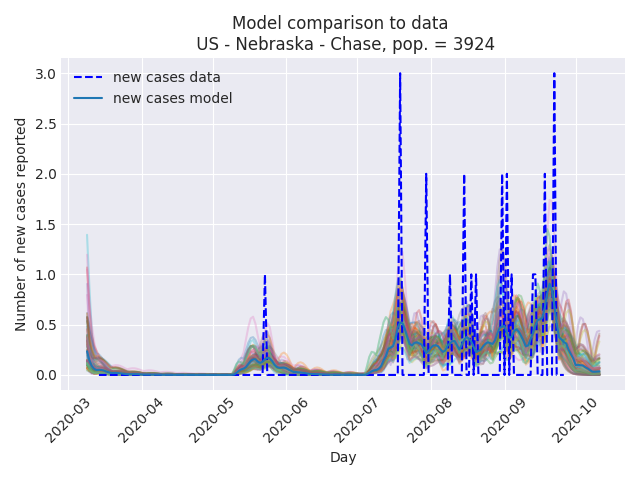 Model comparison to data
US - Nebraska - Chase, pop. = 3924
new cases data
new cases model
Number of new cases reported
3.0
2.5
2.0
1.5
1.0
0.5
0.0
2020-03
2020-04
2020-05
2020-06
2020-07
2020-08
2020-09
2020-10
Day